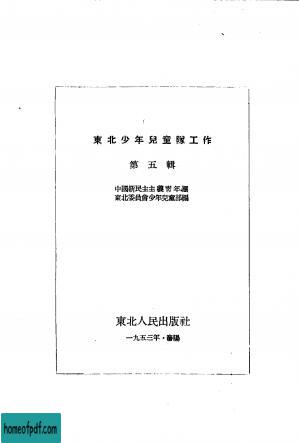 東北少年兒童隊工作
第五輯
中國新民主主義青年團
東北委員會少年兒童部編
東北人民出版社
一九五三年·瀋陽
homeofpdf.com
homeofpdf.com